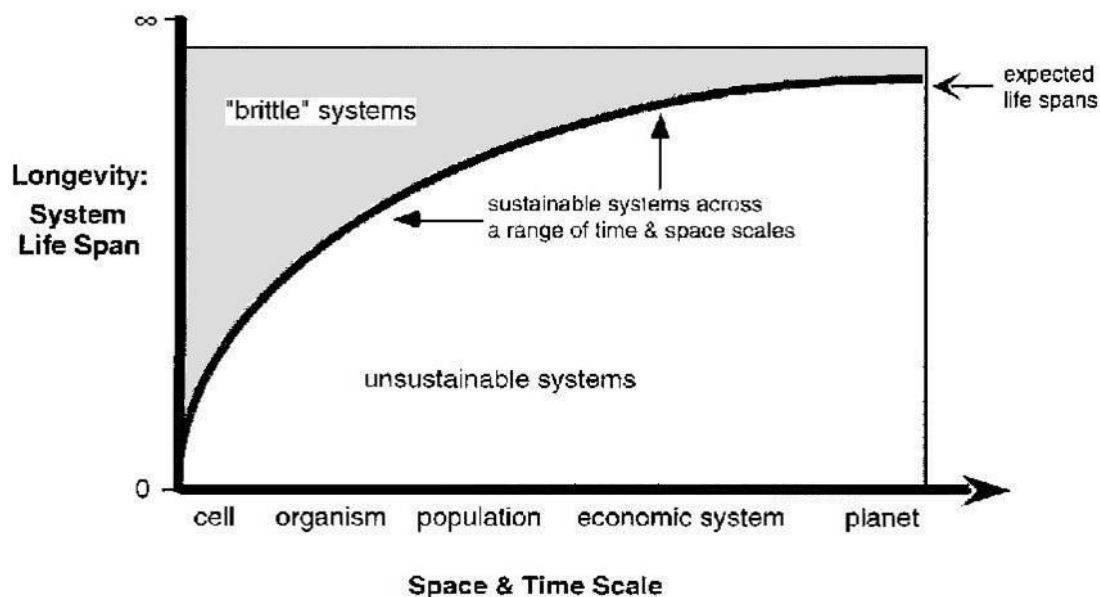 ∞
"brittle" systems
expected
life spans
Longevity:
System
Life Span
sustainable systems across
a range of time & space scales
unsustainable systems
0
cell organism population economic system planet
Space & Time Scale